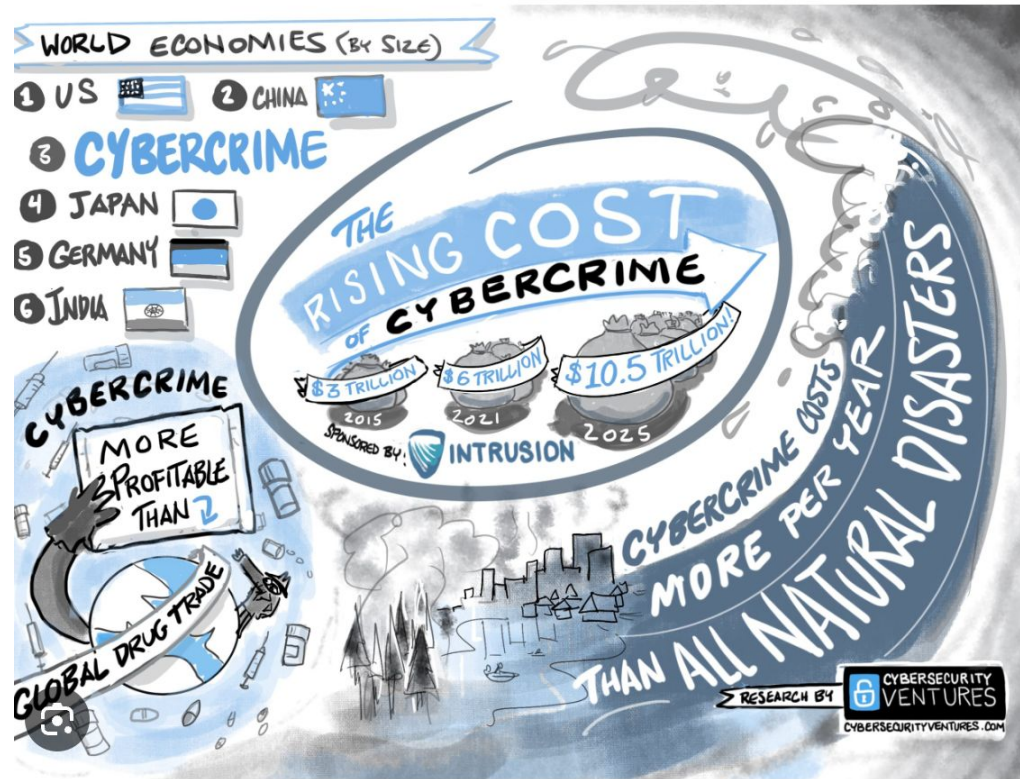 WORLD ECONOMIES (BY SIZE)
1 US
2 CHINA
3 CYBERCRIME
4 JAPAN
5 GERMANY
6 INDIA
THE
RISING COST
OF CYBERCRIME
$3 TRILLION
$6 TRILLION
$10.5 TRILLION!
2015
2021
2025
SPONSORED BY: INTRUSION
CYBERCRIME
MORE
PROFITABLE
THAN
GLOBAL DRUG TRADE
CYBERCRIME COSTS
MORE PER YEAR
THAN ALL NATURAL DISASTERS
RESEARCH BY
CYBERSECURITY
VENTURES
CYBERSECURITYVENTURES.COM